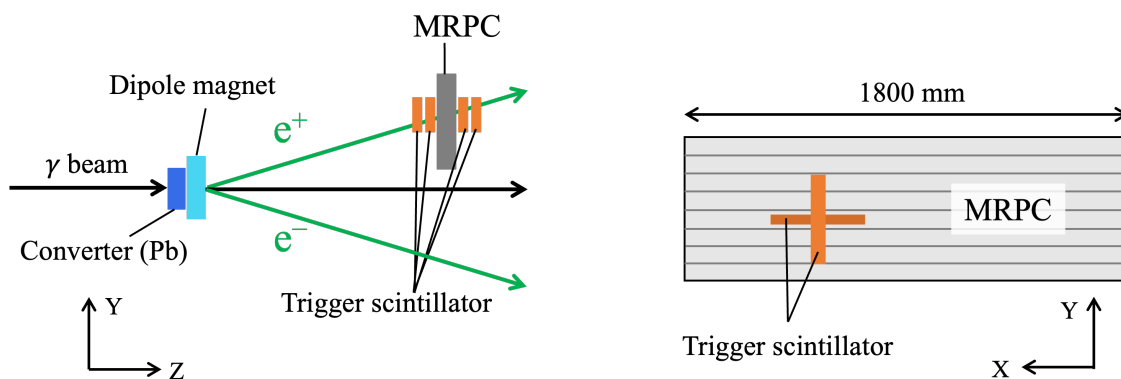 MRPC
Dipole magnet
e⁺
γ beam
e⁻
Converter (Pb)
Trigger scintillator
Y
Z
1800 mm
MRPC
Trigger scintillator
Y
X